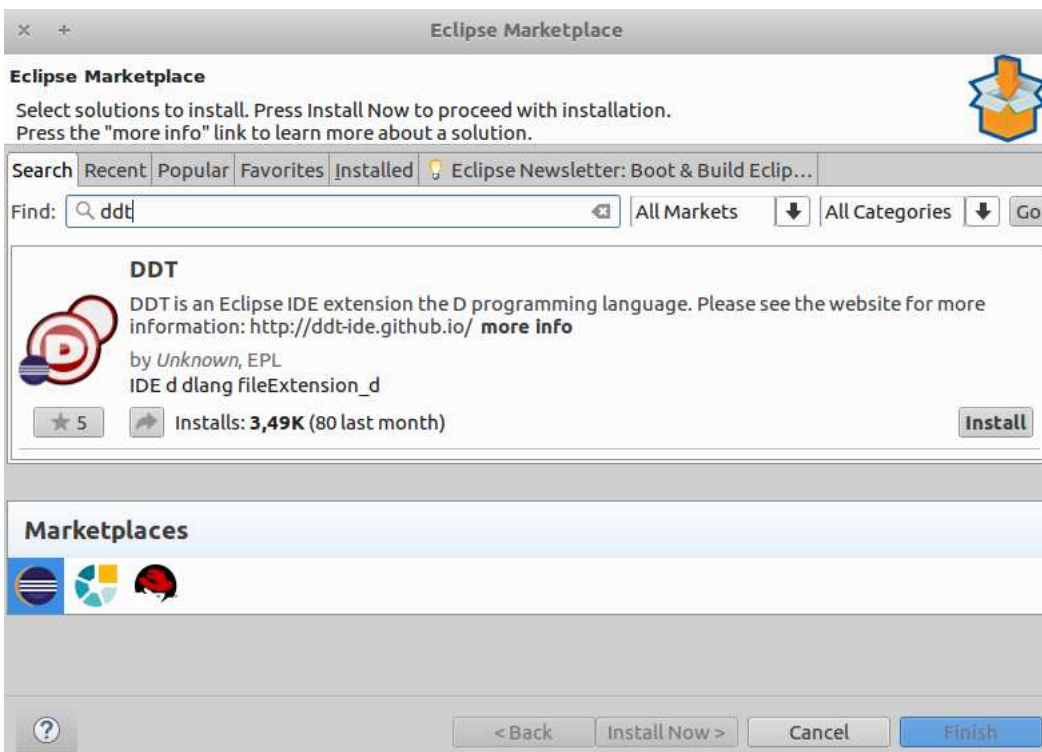 Eclipse Marketplace
Eclipse Marketplace
Select solutions to install. Press Install Now to proceed with installation.
Press the "more info" link to learn more about a solution.
Search Recent Popular Favorites Installed Eclipse Newsletter: Boot & Build Eclip...
Find: ddt All Markets All Categories Go
DDT
DDT is an Eclipse IDE extension the D programming language. Please see the website for more
information: http://ddt-ide.github.io/ more info
D
by Unknown, EPL
IDE d dlang fileExtension_d
5 Installs: 3,49K (80 last month) Install
Marketplaces
? < Back Install Now > Cancel Finish